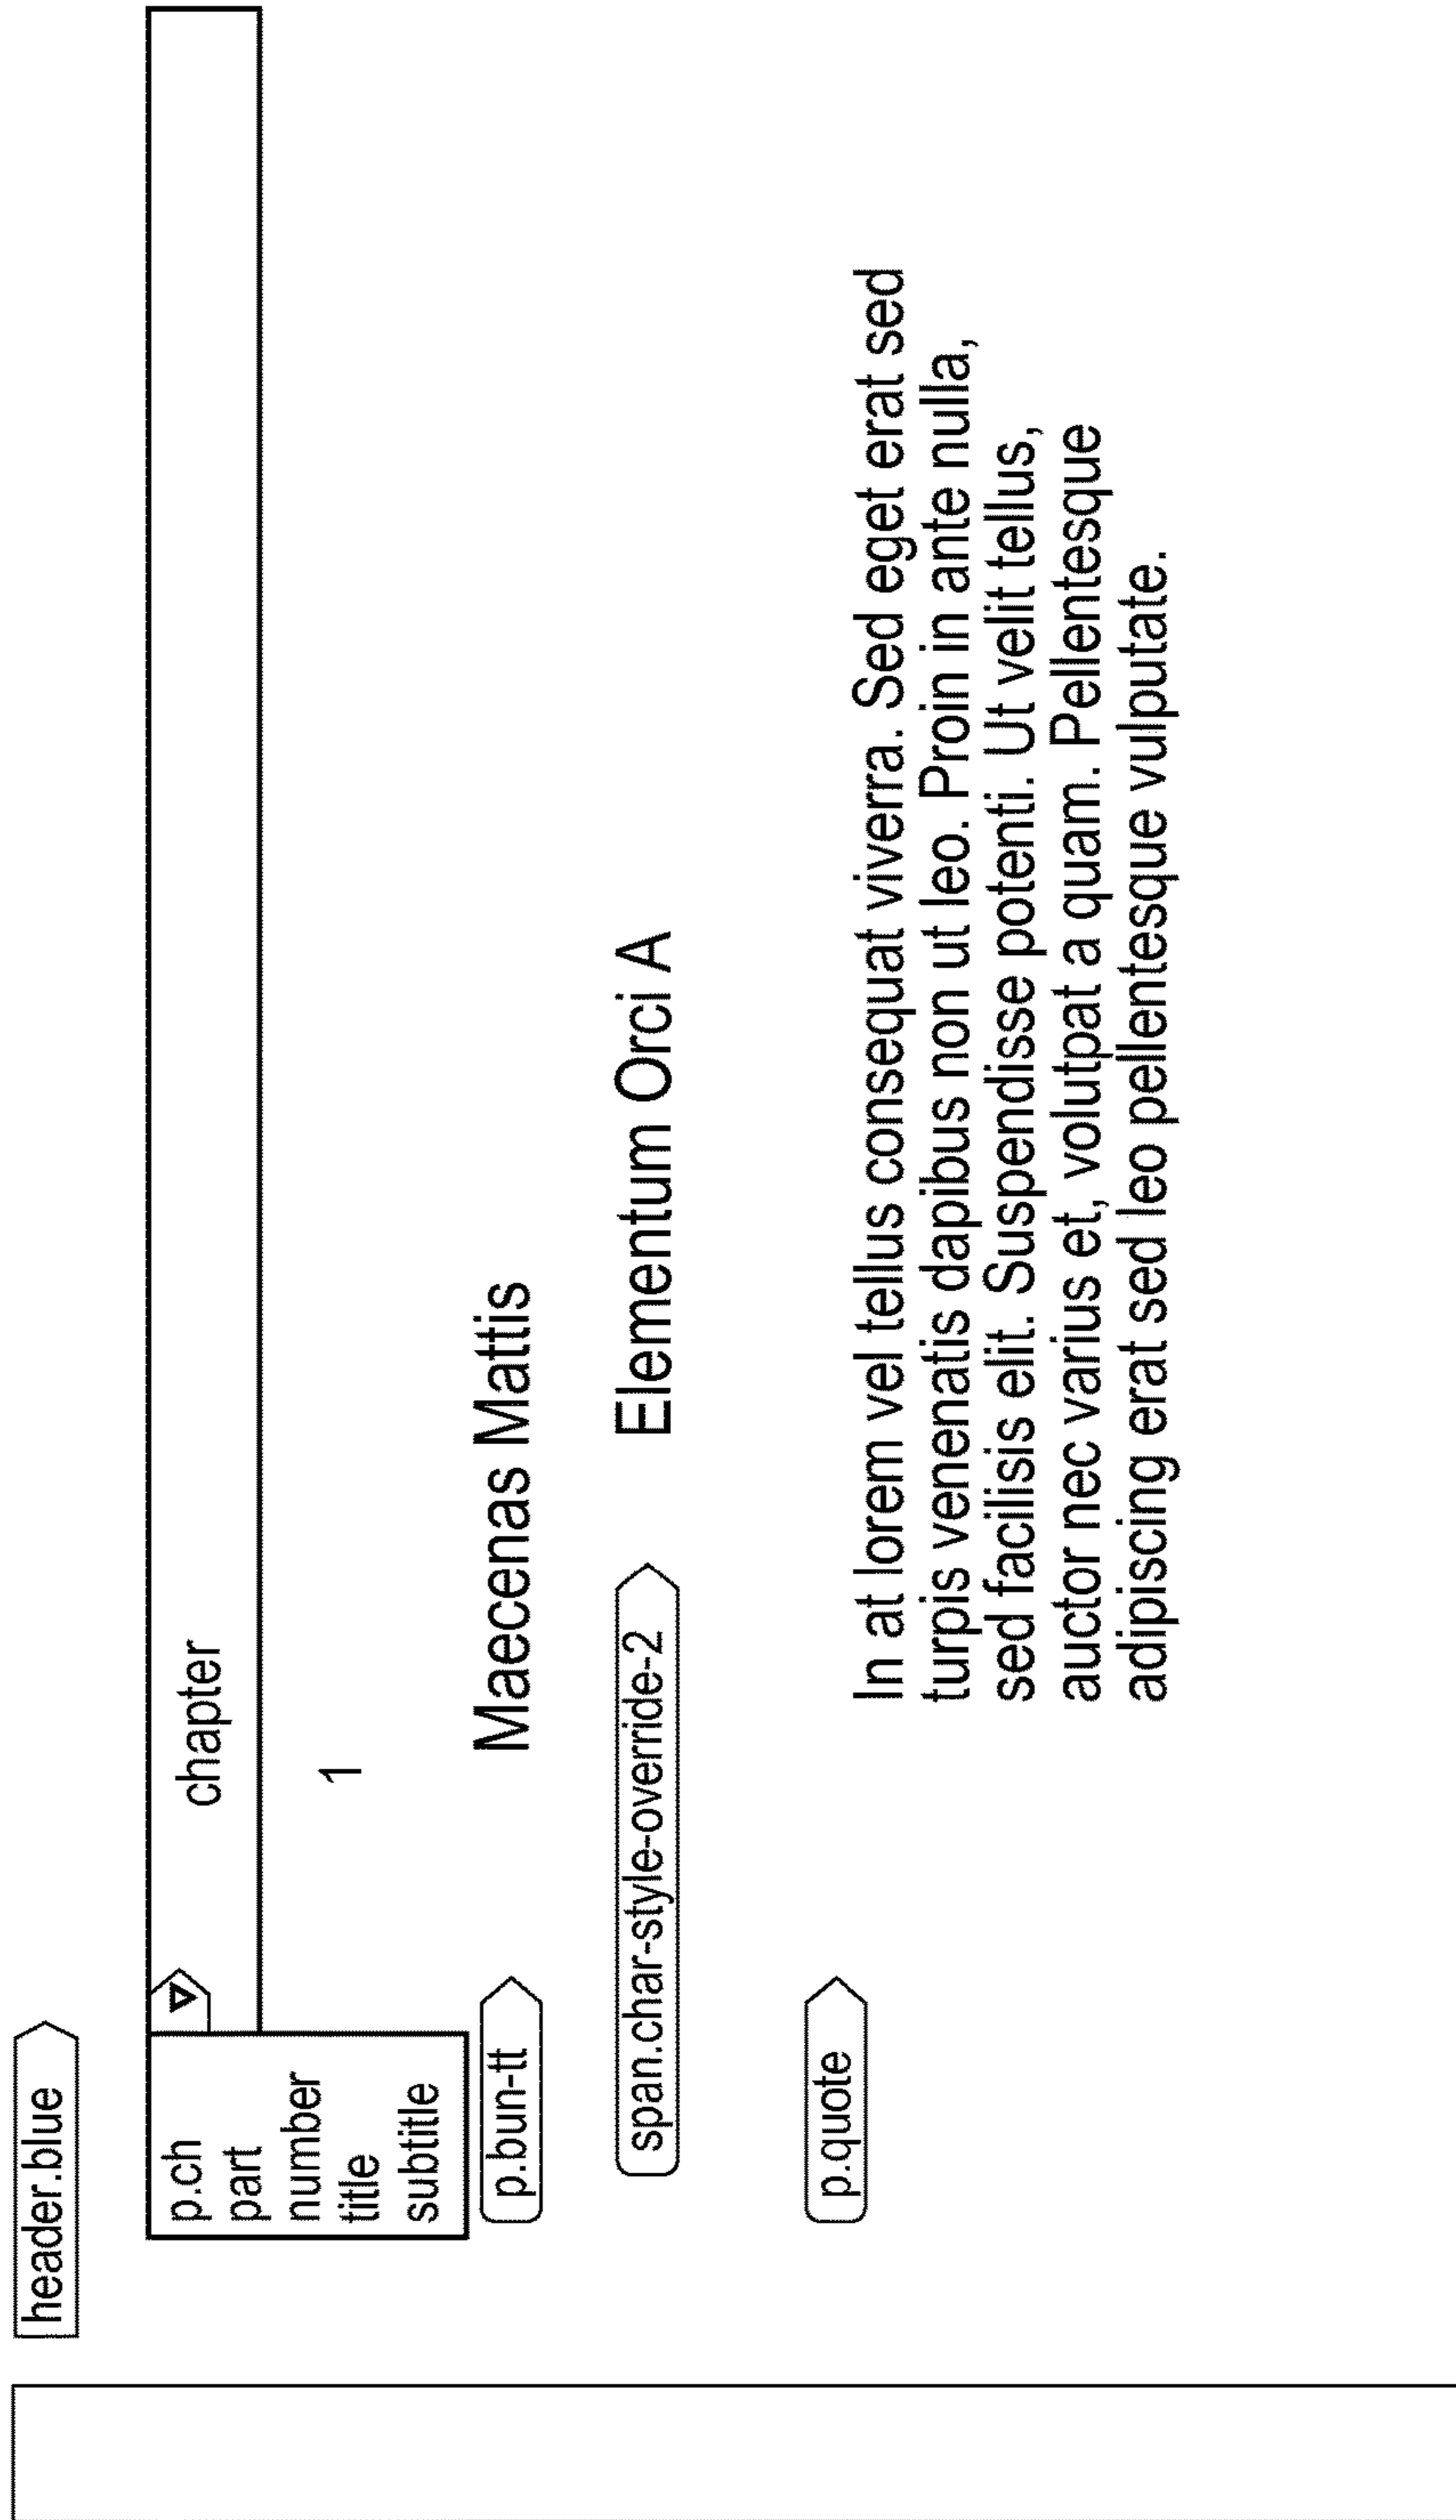 header.blue
p.ch
chapter
part
number
1
title
subtitle
p.bun-tt
Maecenas Mattis
span.char-style-override-2
Elementum Orci A
p.quote
In at lorem vel tellus consequat viverra. Sed eget erat sed
turpis venenatis dapibus non ut leo. Proin in ante nulla,
sed facilisis elit. Suspendisse potenti. Ut velit tellus,
auctor nec varius et, volutpat a quam. Pellentesque
adipiscing erat sed leo pellentesque vulputate.